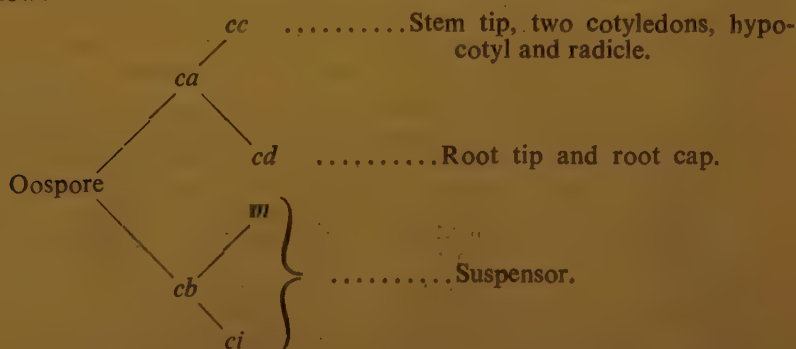 cc ..........Stem tip, two cotyledons, hypo-
cotyl and radicle.
ca
cd ..........Root tip and root cap.
Oospore
m
..........Suspensor.
cb
ci